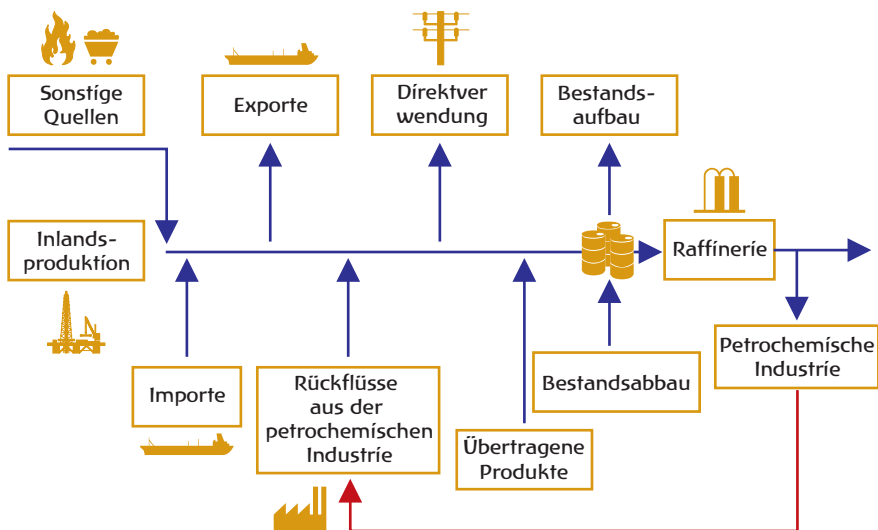 Sonstige
Quellen
Exporte
Direktver
wendung
Bestands-
aufbau
Inlands-
produktion
Raffinerie
Importe
Rückflüsse
aus der
petrochemischen
Industrie
Übertragene
Produkte
Bestandsabbau
Petrochemische
Industrie